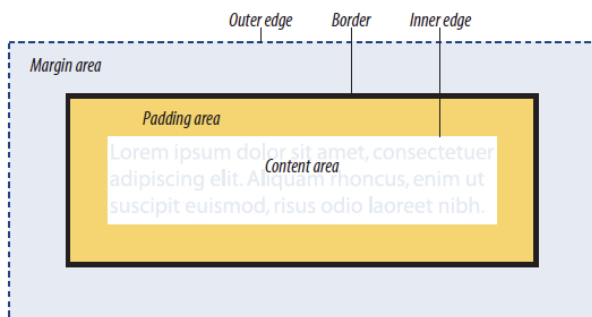 Outer edge Border Inner edge
Margin area
Padding area
Lorem ipsum dolor sit amet, consectetuer
Content area
adipiscing elit. Aliquam rhoncus, enim ut
suscipit euismod, risus odio laoreet nibh.